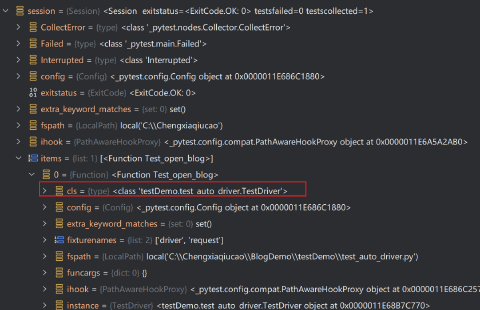 session = {Session} <Session exitstatus=<ExitCode.OK: 0> testsfailed=0 testscollected=1>
CollectError = {type} <class '_pytest.nodes.Collector.CollectError'>
Failed = {type} <class '_pytest.main.Failed'>
Interrupted = {type} <class 'Interrupted'>
config = {Config} <_pytest.config.Config object at 0x0000011E686C1880>
exitstatus = {ExitCode} <ExitCode.OK: 0>
extra_keyword_matches = {set: 0} set()
fspath = {LocalPath} local('C:\\Chengxiaqiucao')
ihook = {PathAwareHookProxy} <_pytest.config.compat.PathAwareHookProxy object at 0x0000011E6A5A2AB0>
items = {list: 1} [<Function Test_open_blog>]
0 = {Function} <Function Test_open_blog>
cls = {type} <class 'testDemo.test_auto_driver.TestDriver'>
config = {Config} <_pytest.config.Config object at 0x0000011E686C1880>
extra_keyword_matches = {set: 0} set()
fixturenames = {list: 2} ['driver', 'request']
fspath = {LocalPath} local('C:\\Chengxiaqiucao\\BlogDemo\\testDemo\\test_auto_driver.py')
funcargs = {dict: 0} {}
ihook = {PathAwareHookProxy} <_pytest.config.compat.PathAwareHookProxy object at 0x0000011E686C257
instance = {TestDriver} <testDemo.test_auto_driver.TestDriver object at 0x0000011E6B7C770>